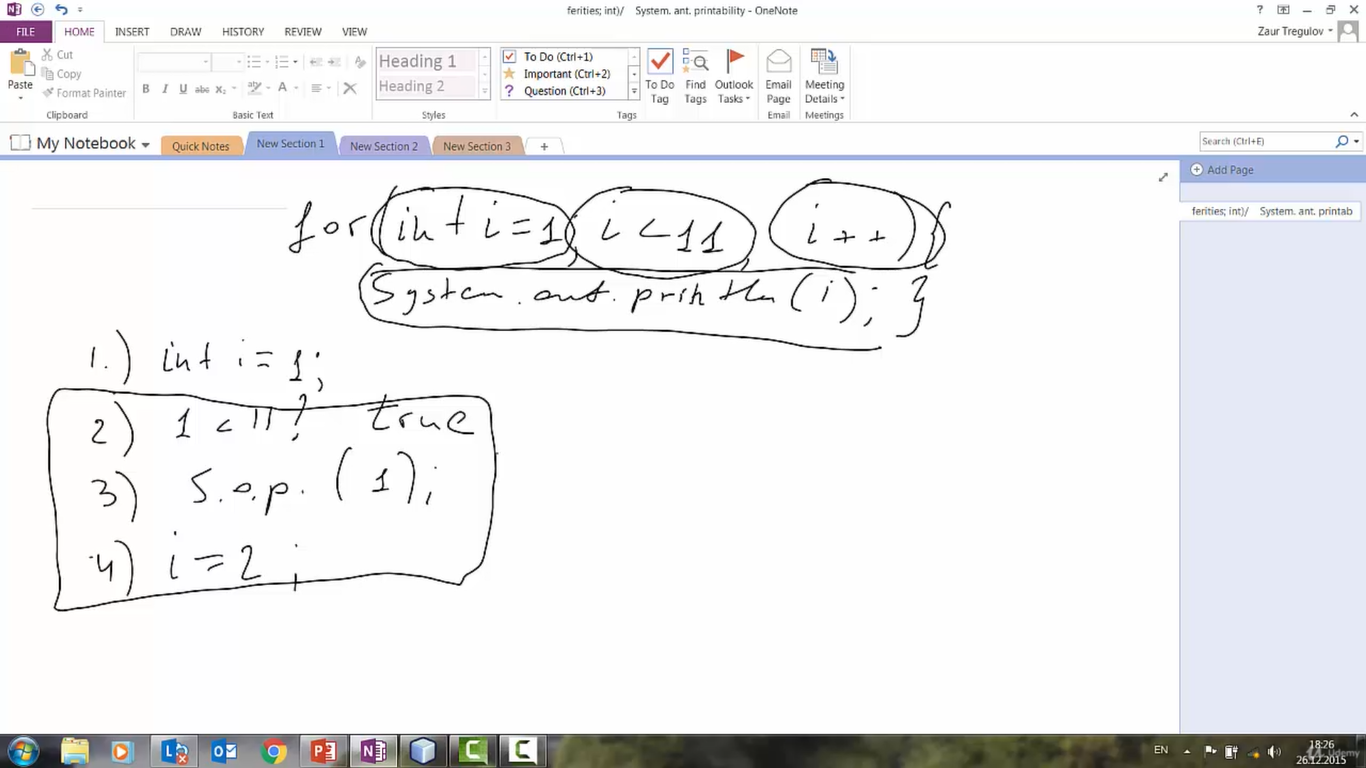 ferities; int)/ System. ant. printability - OneNote
FILE HOME INSERT DRAW HISTORY REVIEW VIEW Zaur Tregulov
Paste Cut Copy Format Painter
Clipboard
B I U abc x₂ A
Basic Text
Heading 1
Heading 2
Styles
To Do (Ctrl+1)
Important (Ctrl+2)
Question (Ctrl+3)
To Do Tag
Find Tags
Outlook Tasks
Tags
Email Page
Email
Meeting Details
Meetings
My Notebook Quick Notes New Section 1 New Section 2 New Section 3 +
Search (Ctrl+E)
Add Page
ferities; int)/ System. ant. printab
for (int i=1; i<11; i++) {
System.out.println(i); }
1.) int i=1;
2) 1<11? true
3) S.o.p. (1);
4) i=2;
EN
18:26
26.12.2015
Udemy